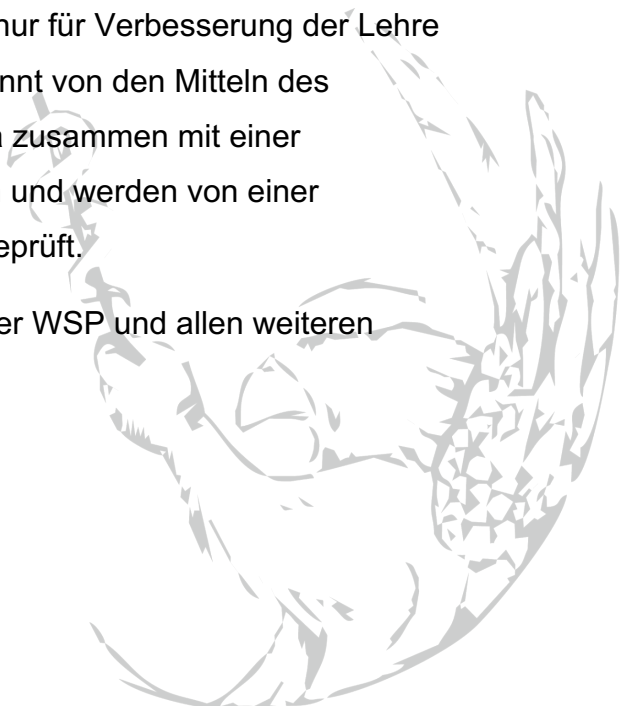 nur für Verbesserung der Lehre
nnt von den Mitteln des
zusammen mit einer
und werden von einer
eprüft.
er WSP und allen weiteren